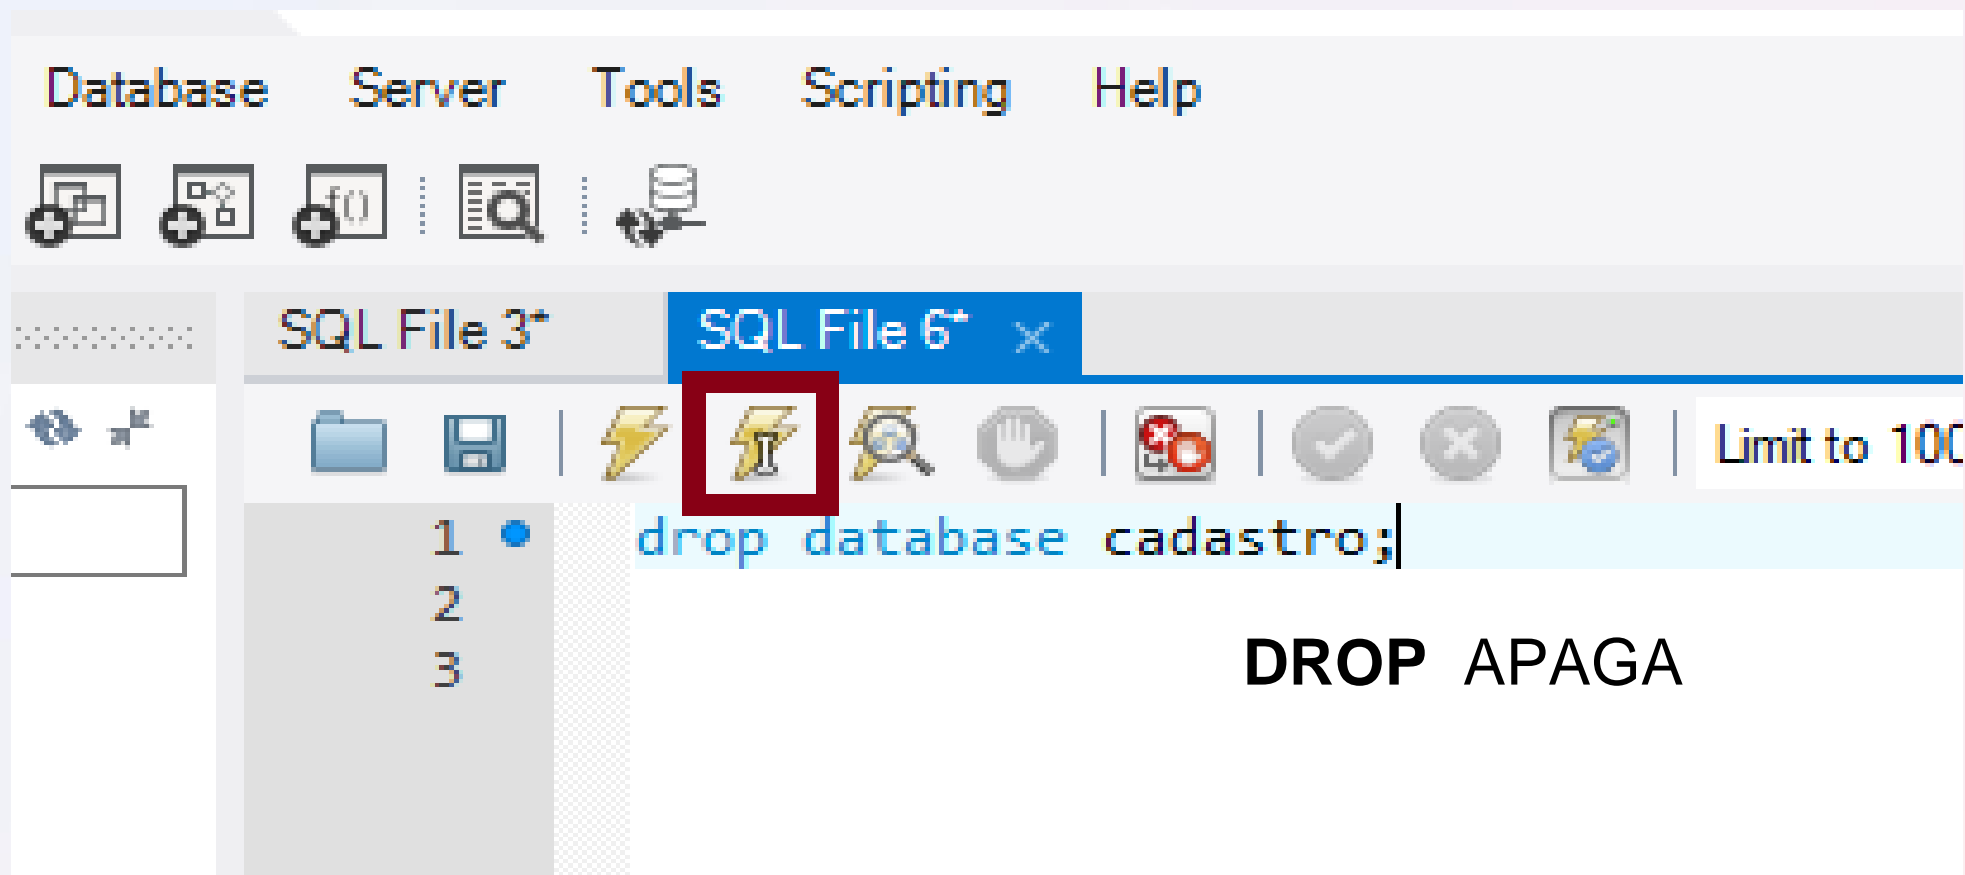 Database Server Tools Scripting Help
f()
SQL File 3* SQL File 6*
Limit to 100
1 drop database cadastro;
2
3
DROP APAGA